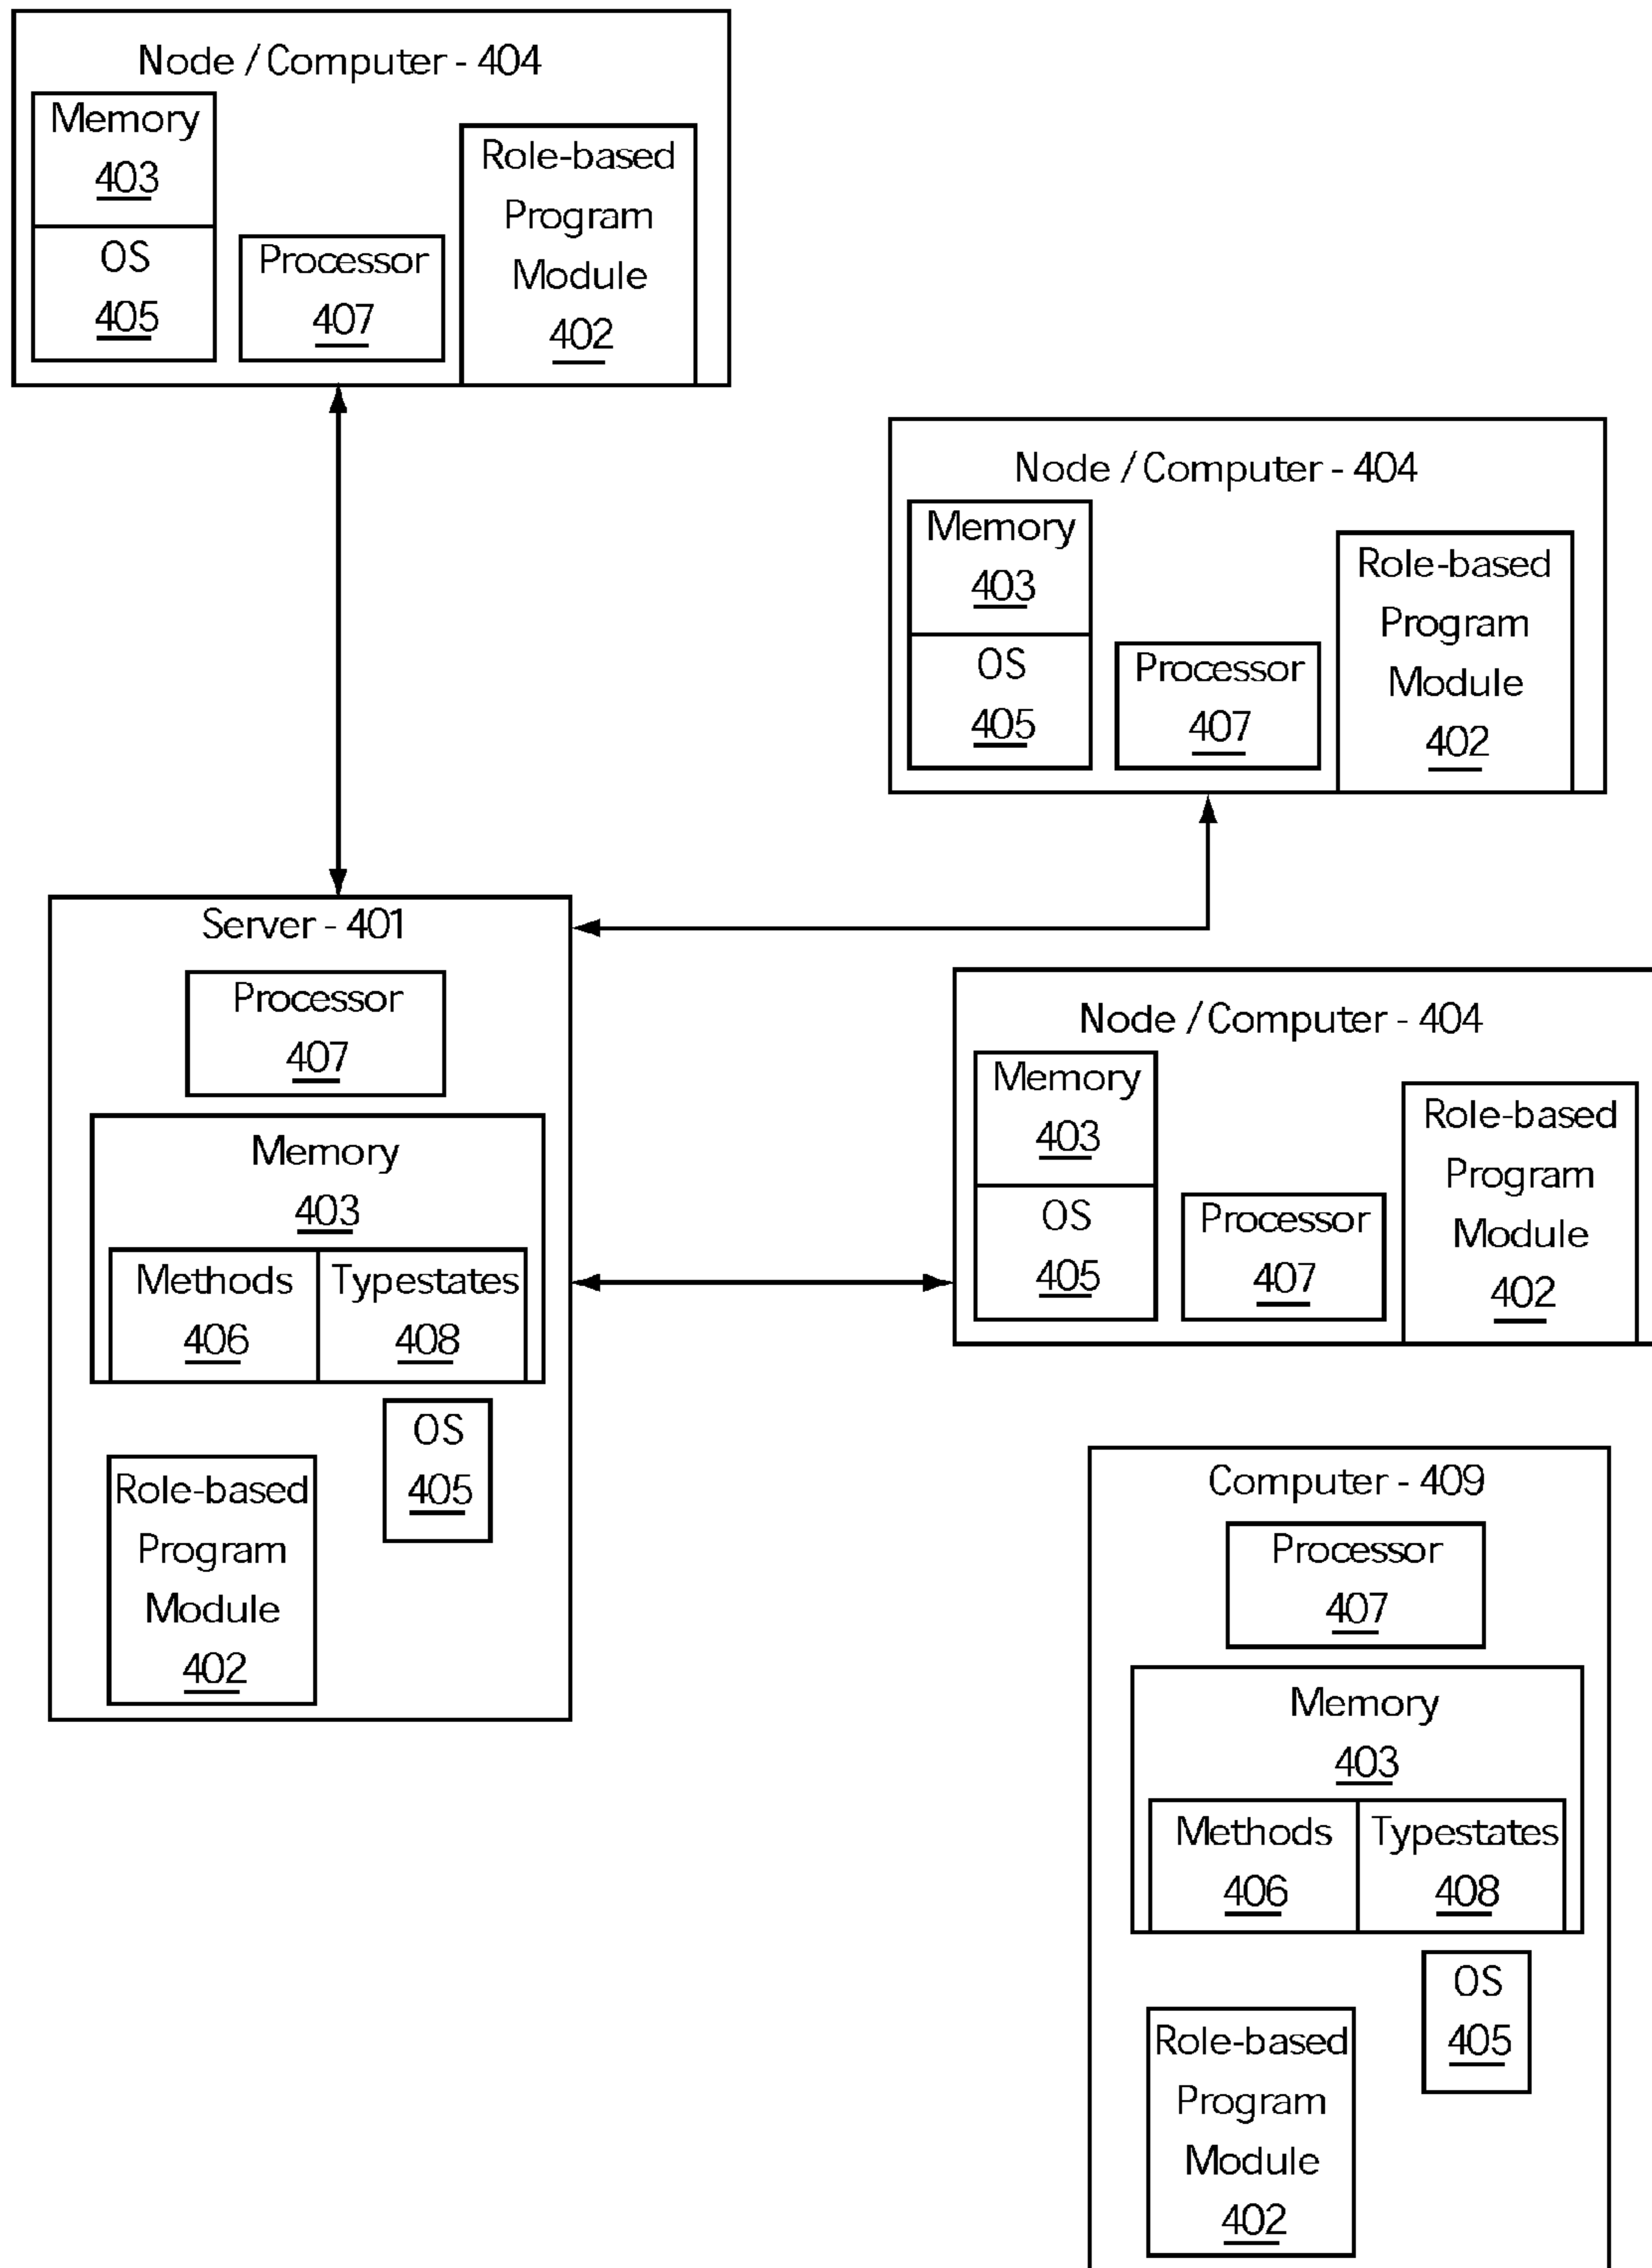 Node / Computer - 404
Memory
403
OS
405
Processor
407
Role-based
Program
Module
402
Node / Computer - 404
Memory
403
OS
405
Processor
407
Role-based
Program
Module
402
Server - 401
Processor
407
Memory
403
Methods
406
Typestates
408
OS
405
Role-based
Program
Module
402
Node / Computer - 404
Memory
403
OS
405
Processor
407
Role-based
Program
Module
402
Computer - 409
Processor
407
Memory
403
Methods
406
Typestates
408
OS
405
Role-based
Program
Module
402